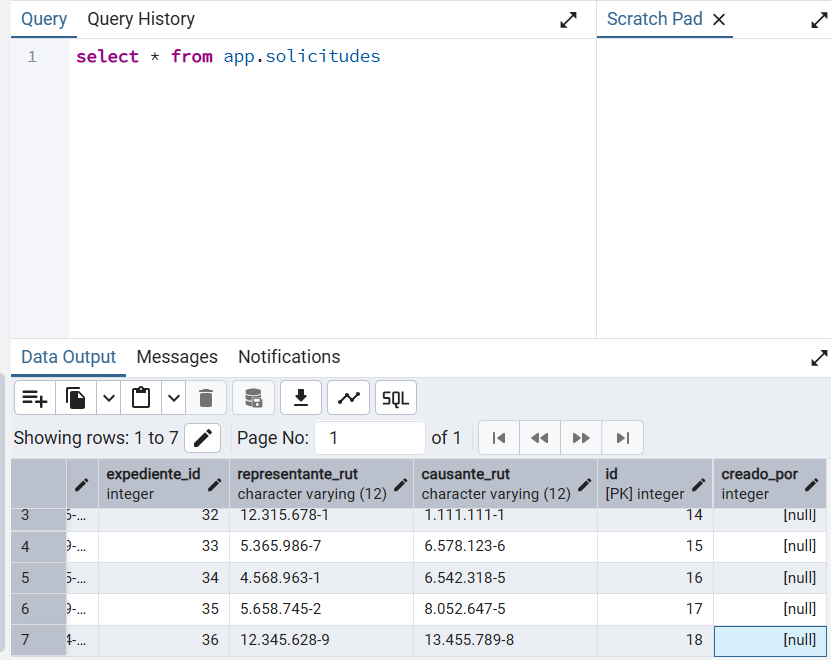 Query Query History Scratch Pad
1 select * from app.solicitudes
Data Output Messages Notifications
SQL
Showing rows: 1 to 7 Page No: 1 of 1
expediente_id representante_rut causante_rut id creado_por
integer character varying (12) character varying (12) [PK] integer integer
3 6-... 32 12.315.678-1 1.111.111-1 14 [null]
4 9-... 33 5.365.986-7 6.578.123-6 15 [null]
5 6-... 34 4.568.963-1 6.542.318-5 16 [null]
6 9-... 35 5.658.745-2 8.052.647-5 17 [null]
7 4-... 36 12.345.628-9 13.455.789-8 18 [null]